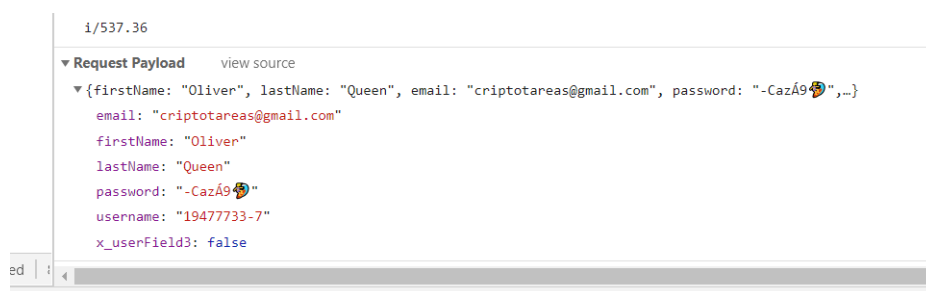 i/537.36
▼ Request Payload view source
▼ {firstName: "Oliver", lastName: "Queen", email: "criptotareas@gmail.com", password: "-CazÁ9",…}
email: "criptotareas@gmail.com"
firstName: "Oliver"
lastName: "Queen"
password: "-CazÁ9"
username: "19477733-7"
x_userField3: false
ed